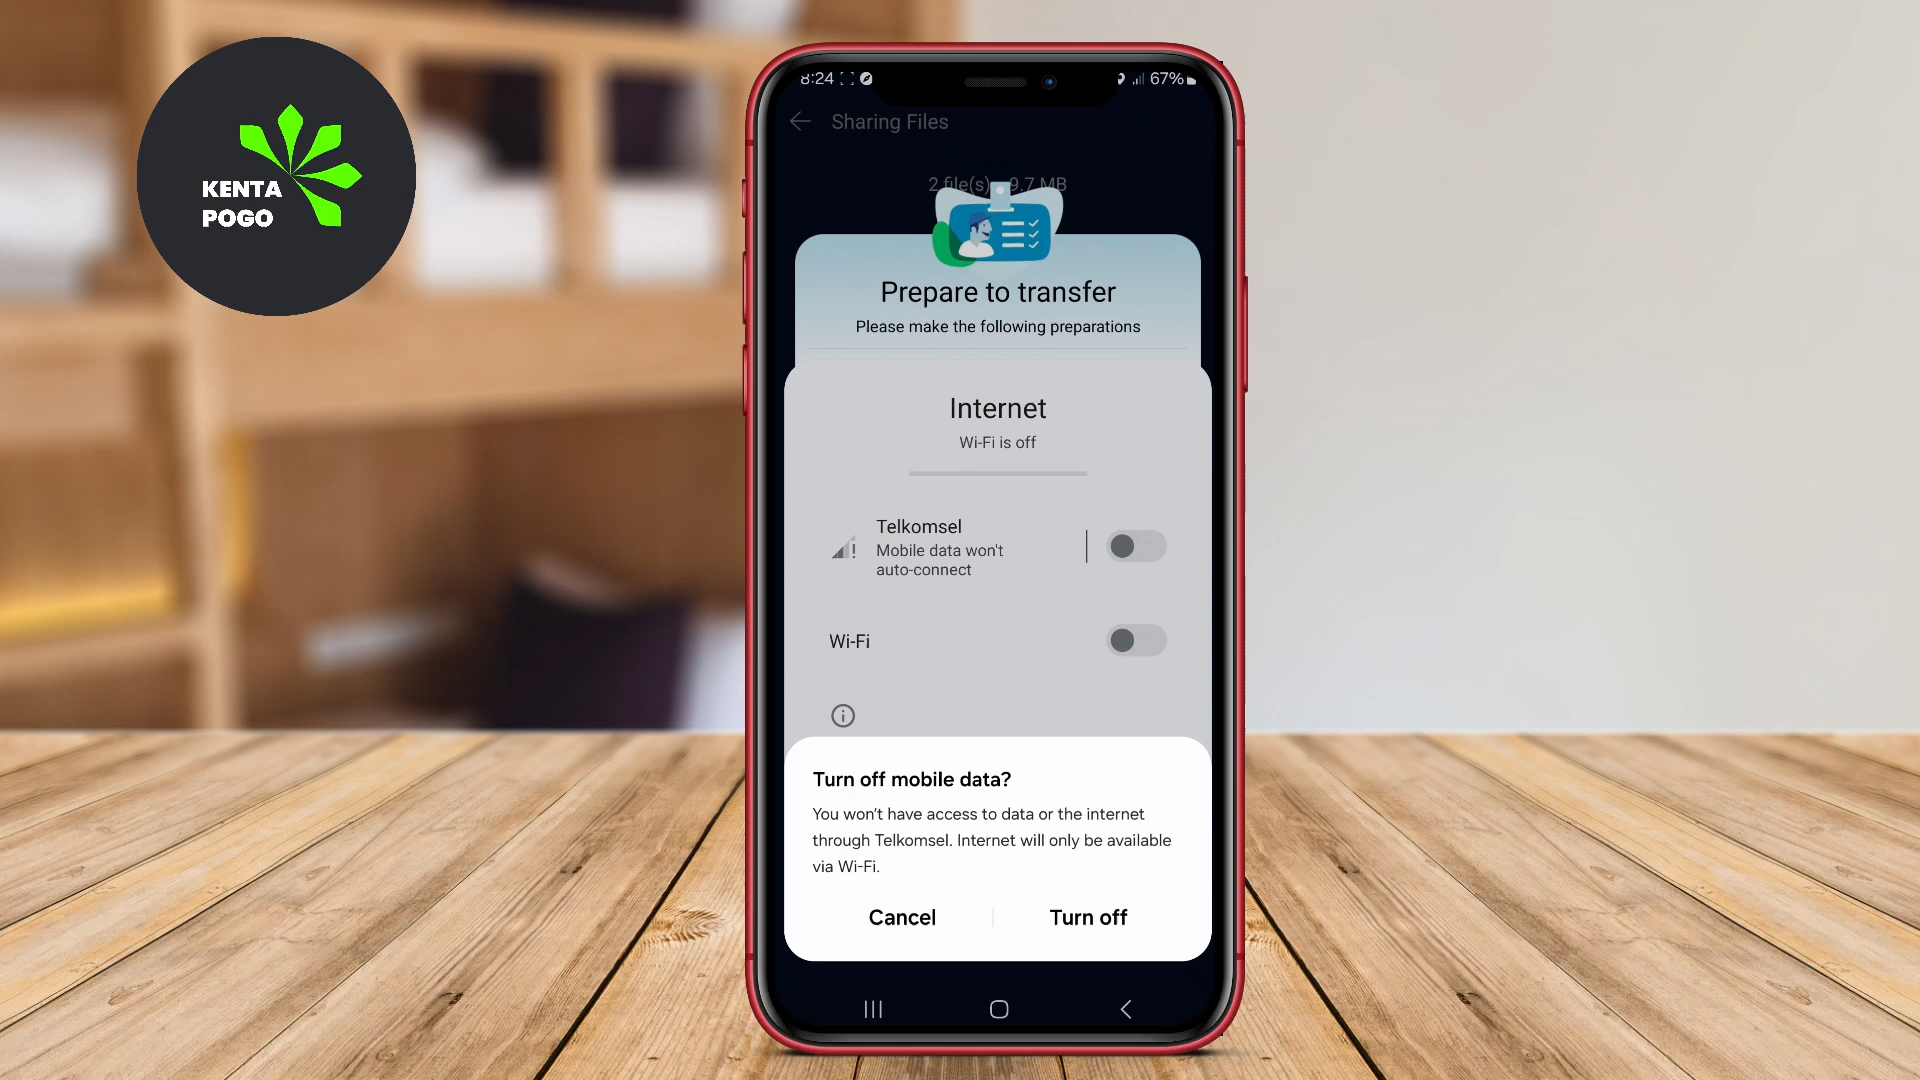 KENTA
POGO
8:24
67%
Sharing Files
2 file(s), 9.7 MB
Prepare to transfer
Please make the following preparations
Internet
Wi-Fi is off
Telkomsel
Mobile data won't
auto-connect
Wi-Fi
Turn off mobile data?
You won't have access to data or the internet
through Telkomsel. Internet will only be available
via Wi-Fi.
Cancel
Turn off